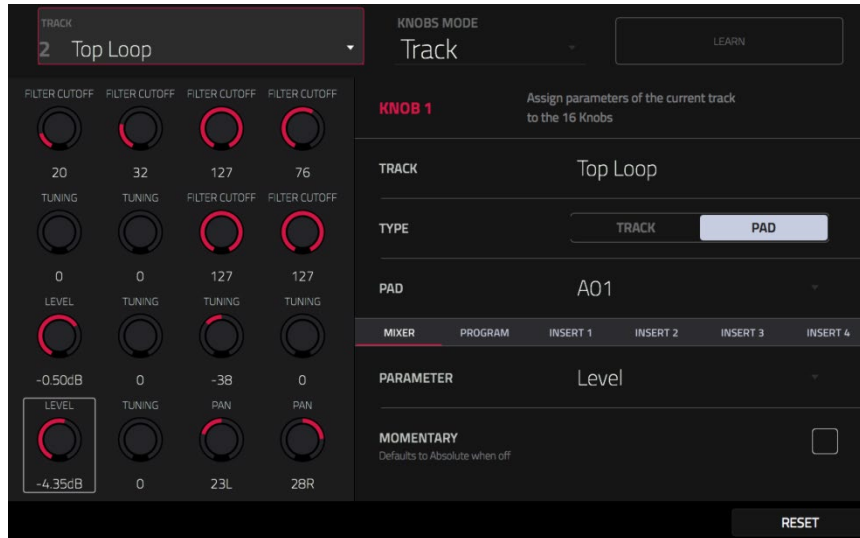 TRACK
2 Top Loop
KNOBS MODE
Track
LEARN
FILTER CUTOFF FILTER CUTOFF FILTER CUTOFF FILTER CUTOFF
20 32 127 76
TUNING TUNING FILTER CUTOFF FILTER CUTOFF
0 0 127 127
LEVEL TUNING TUNING TUNING
-0.50dB 0 -38 0
LEVEL TUNING PAN PAN
-4.35dB 0 23L 28R
KNOB 1
Assign parameters of the current track
to the 16 Knobs
TRACK Top Loop
TYPE TRACK PAD
PAD A01
MIXER PROGRAM INSERT 1 INSERT 2 INSERT 3 INSERT 4
PARAMETER Level
MOMENTARY
Defaults to Absolute when off
RESET